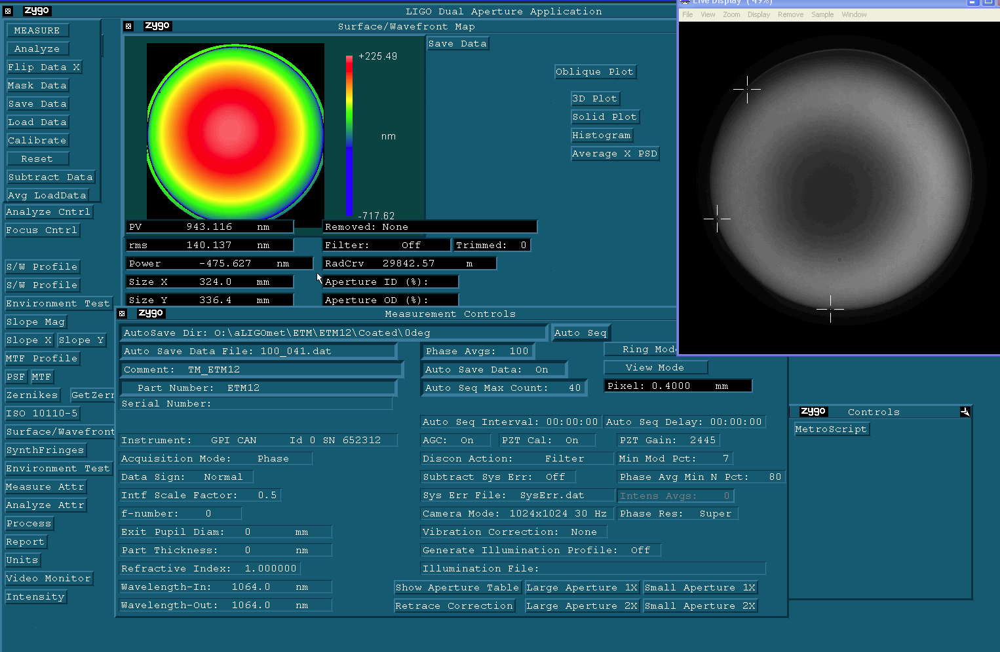 zygo LIGO Dual Aperture Application
MEASURE
Analyze
Flip Data X
Mask Data
Save Data
Load Data
Calibrate
Reset
Subtract Data
Avg LoadData
Analyze Cntrl
Focus Cntrl
S/W Profile
S/W Profile
Environment Test
Slope Mag
Slope X Slope Y
MTF Profile
PSF MTF
Zernikes GetZern
ISO 10110-5
Surface/Wavefront
SynthFringes
Environment Test
Measure Attr
Analyze Attr
Process
Report
Units
Video Monitor
Intensity
zygo Surface/Wavefront Map
Save Data
+225.49
nm
-717.62
Oblique Plot
3D Plot
Solid Plot
Histogram
Average X PSD
PV 943.116 nm Removed: None
rms 140.137 nm Filter: Off Trimmed: 0
Power -475.627 nm RadCrv 29842.57 m
Size X 324.0 mm Aperture ID (%):
Size Y 336.4 mm Aperture OD (%):
Live Display (49%)
File View Zoom Display Remove Sample Window
zygo Measurement Controls
AutoSave Dir: O:\aLIGOmet\ETM\ETM12\Coated\0deg Auto Seq
Auto Save Data File: 100_041.dat Phase Avgs: 100 Ring Mode
Comment: TM_ETM12 Auto Save Data: On View Mode
Part Number: ETM12 Auto Seq Max Count: 40 Pixel: 0.4000 mm
Serial Number:
Auto Seq Interval: 00:00:00 Auto Seq Delay: 00:00:00
Instrument: GPI CAN Id 0 SN 652312 AGC: On PZT Cal: On PZT Gain: 2445
Acquisition Mode: Phase Discon Action: Filter Min Mod Pct: 7
Data Sign: Normal Subtract Sys Err: Off Phase Avg Min N Pct: 80
Intf Scale Factor: 0.5 Sys Err File: SysErr.dat Intens Avgs: 0
f-number: 0 Camera Mode: 1024x1024 30 Hz Phase Res: Super
Exit Pupil Diam: 0 mm Vibration Correction: None
Part Thickness: 0 nm Generate Illumination Profile: Off
Refractive Index: 1.000000 Illumination File:
Wavelength-In: 1064.0 nm Show Aperture Table Large Aperture 1X Small Aperture 1X
Wavelength-Out: 1064.0 nm Retrace Correction Large Aperture 2X Small Aperture 2X
zygo Controls
MetroScript